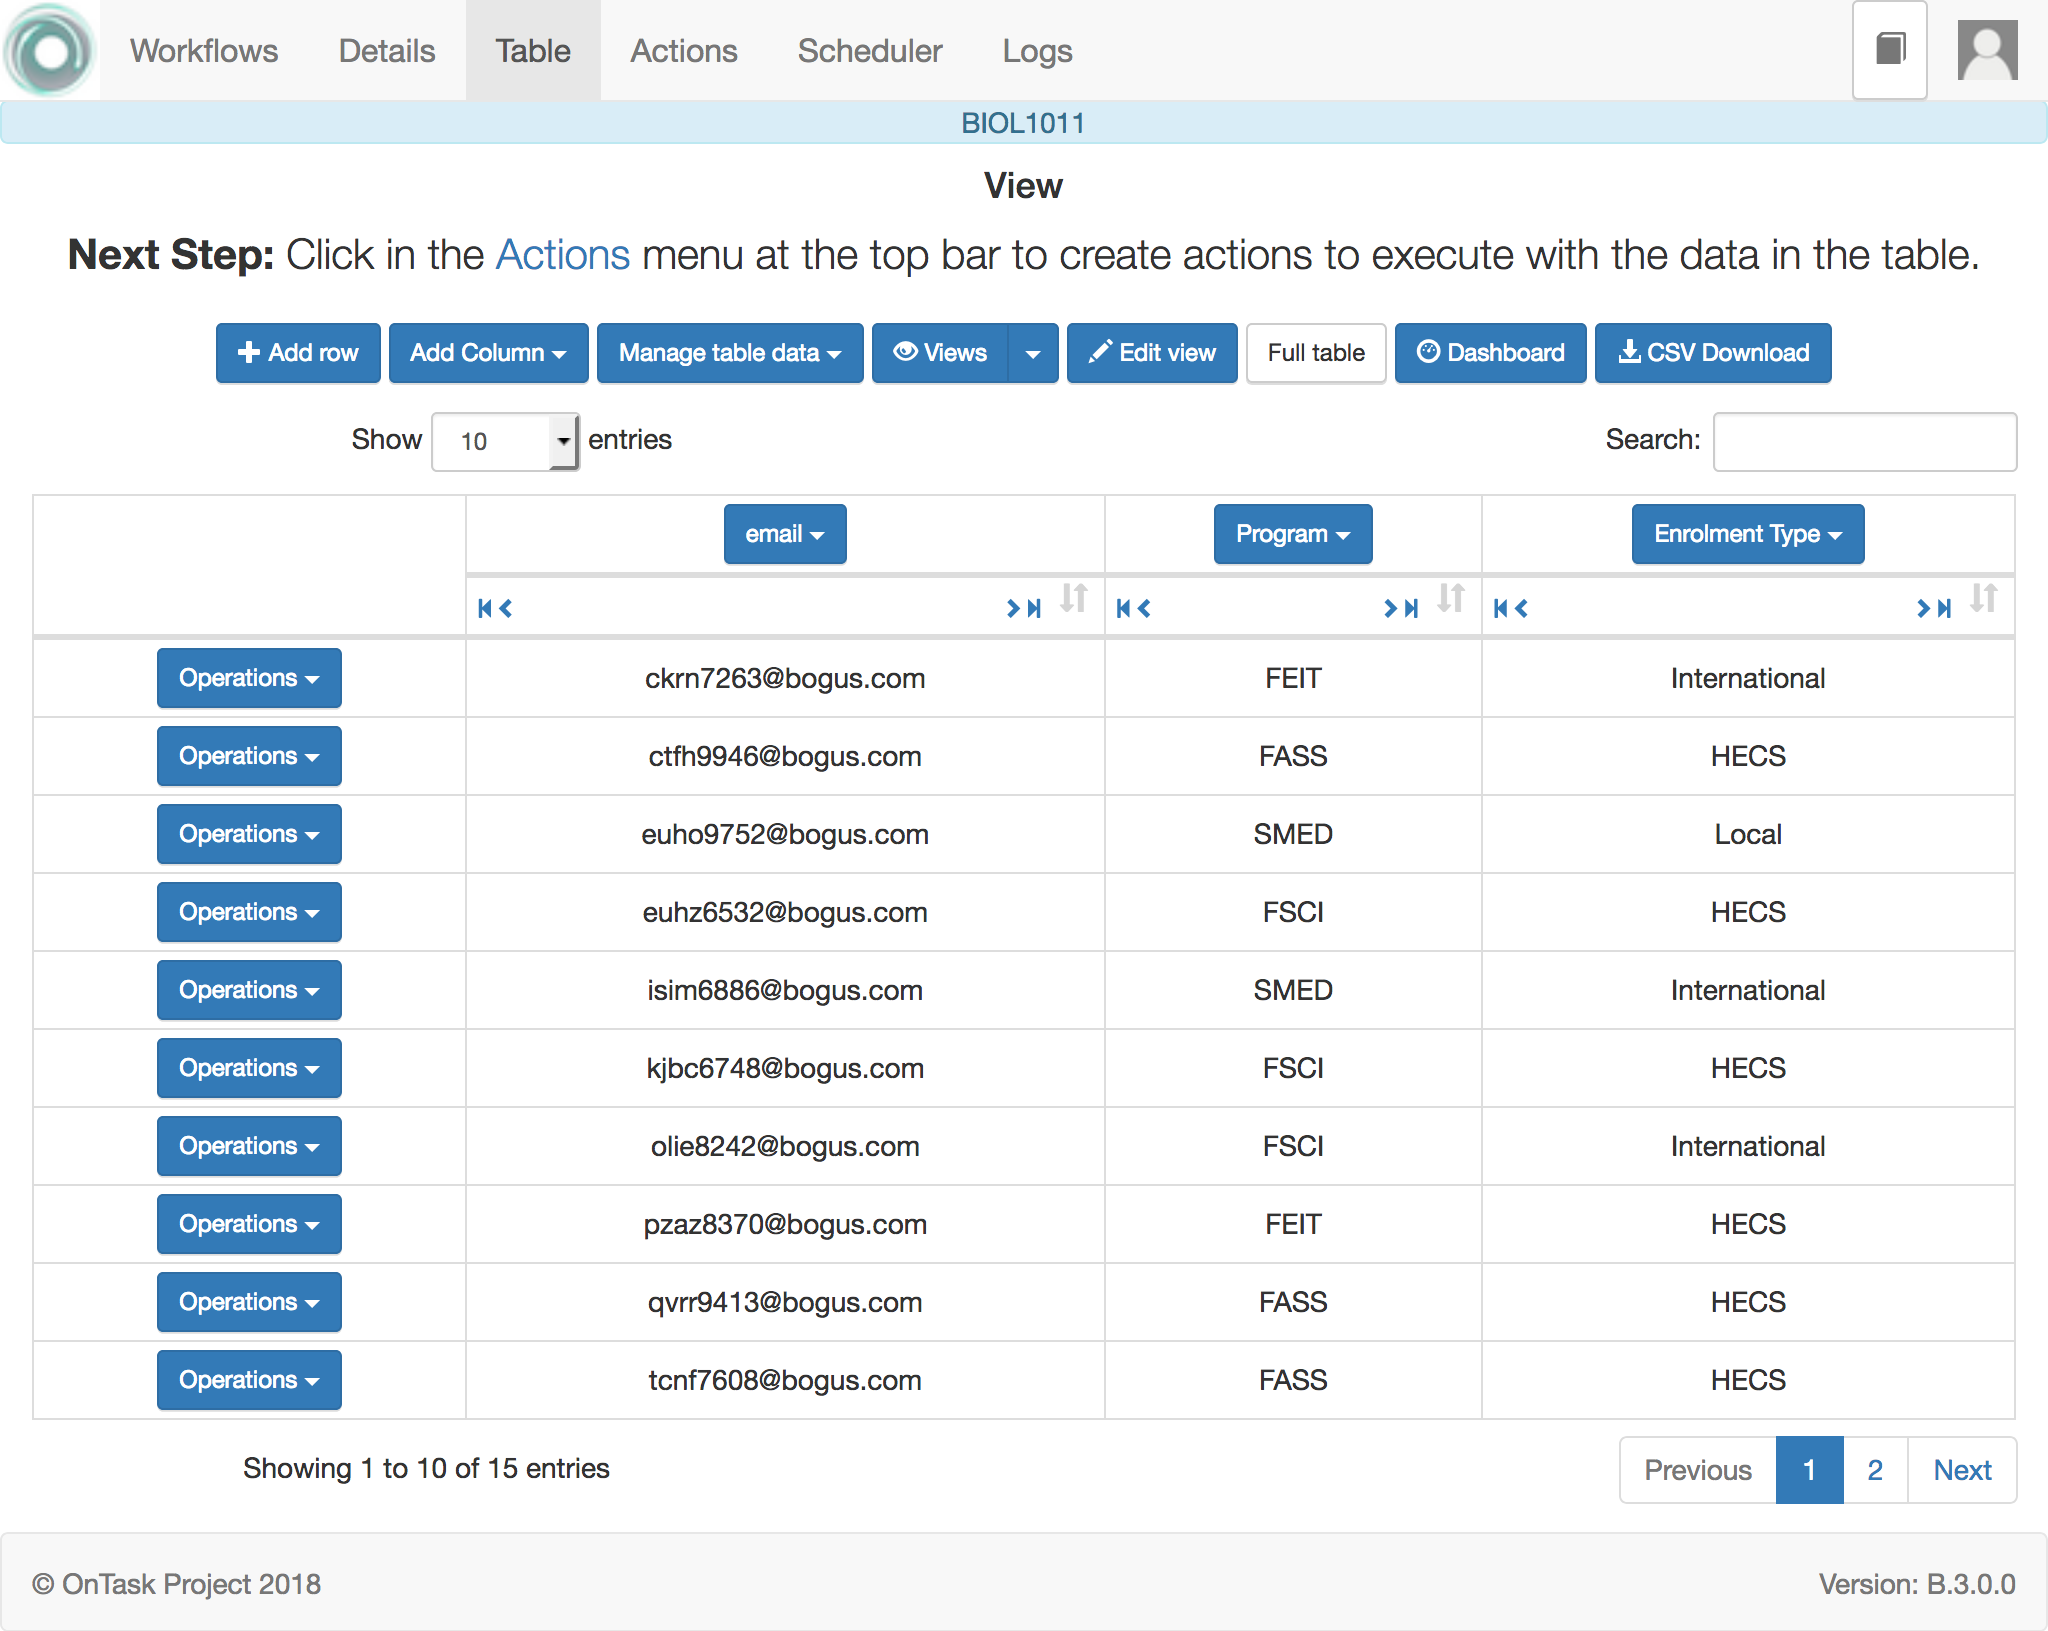 Workflows Details Table Actions Scheduler Logs
BIOL1011
View
Next Step: Click in the Actions menu at the top bar to create actions to execute with the data in the table.
Add row Add Column Manage table data Views Edit view Full table Dashboard CSV Download
Show 10 entries Search:
email Program Enrolment Type
Operations ckrn7263@bogus.com FEIT International
Operations ctfh9946@bogus.com FASS HECS
Operations euho9752@bogus.com SMED Local
Operations euhz6532@bogus.com FSCI HECS
Operations isim6886@bogus.com SMED International
Operations kjbc6748@bogus.com FSCI HECS
Operations olie8242@bogus.com FSCI International
Operations pzaz8370@bogus.com FEIT HECS
Operations qvrr9413@bogus.com FASS HECS
Operations tcnf7608@bogus.com FASS HECS
Showing 1 to 10 of 15 entries Previous 1 2 Next
© OnTask Project 2018 Version: B.3.0.0